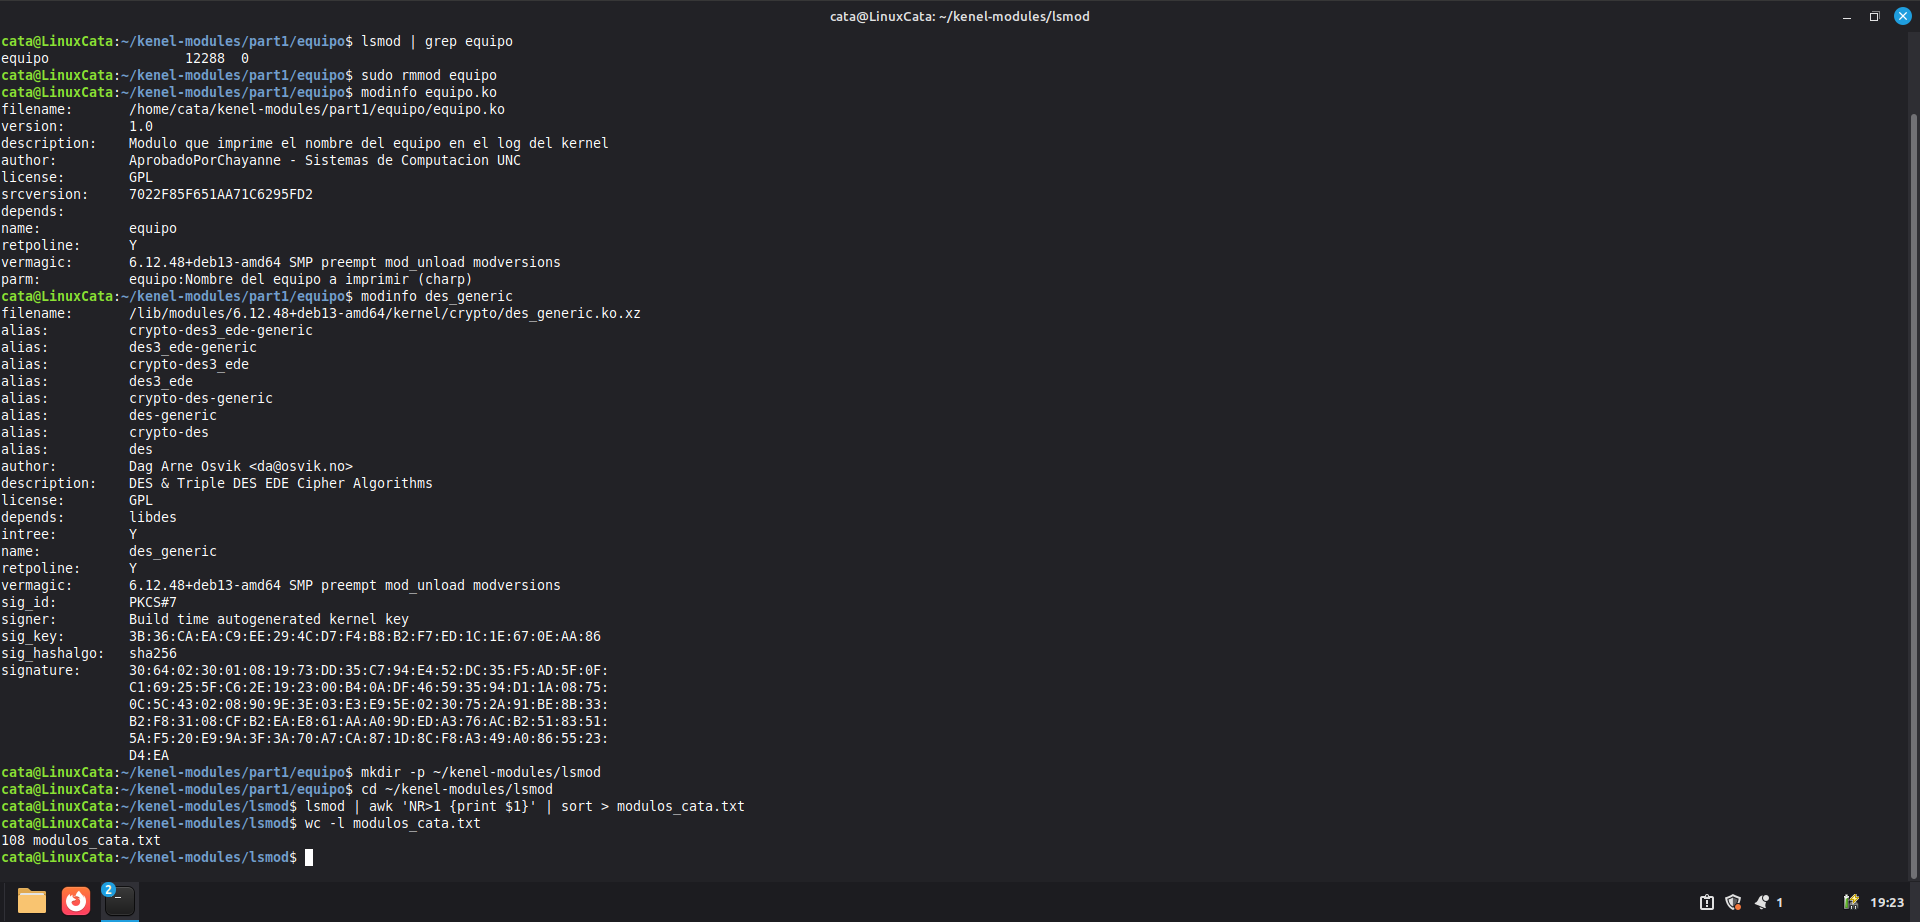 cata@LinuxCata: ~/kenel-modules/lsmod
cata@LinuxCata:~/kenel-modules/part1/equipo$ lsmod | grep equipo
equipo                 12288  0
cata@LinuxCata:~/kenel-modules/part1/equipo$ sudo rmmod equipo
cata@LinuxCata:~/kenel-modules/part1/equipo$ modinfo equipo.ko
filename:       /home/cata/kenel-modules/part1/equipo/equipo.ko
version:        1.0
description:    Modulo que imprime el nombre del equipo en el log del kernel
author:         AprobadoPorChayanne - Sistemas de Computacion UNC
license:        GPL
srcversion:     7022F85F651AA71C6295FD2
depends:
name:           equipo
retpoline:      Y
vermagic:       6.12.48+deb13-amd64 SMP preempt mod_unload modversions
parm:           equipo:Nombre del equipo a imprimir (charp)
cata@LinuxCata:~/kenel-modules/part1/equipo$ modinfo des_generic
filename:       /lib/modules/6.12.48+deb13-amd64/kernel/crypto/des_generic.ko.xz
alias:          crypto-des3_ede-generic
alias:          des3_ede-generic
alias:          crypto-des3_ede
alias:          des3_ede
alias:          crypto-des-generic
alias:          des-generic
alias:          crypto-des
alias:          des
author:         Dag Arne Osvik <da@osvik.no>
description:    DES & Triple DES EDE Cipher Algorithms
license:        GPL
depends:        libdes
intree:         Y
name:           des_generic
retpoline:      Y
vermagic:       6.12.48+deb13-amd64 SMP preempt mod_unload modversions
sig_id:         PKCS#7
signer:         Build time autogenerated kernel key
sig_key:        3B:36:CA:EA:C9:EE:29:4C:D7:F4:B8:B2:F7:ED:1C:1E:67:0E:AA:86
sig_hashalgo:   sha256
signature:      30:64:02:30:01:08:19:73:DD:35:C7:94:E4:52:DC:35:F5:AD:5F:0F:
                C1:69:25:5F:C6:2E:19:23:00:B4:0A:DF:46:59:35:94:D1:1A:08:75:
                0C:5C:43:02:08:90:9E:3E:03:E3:E9:5E:02:30:75:2A:91:BE:8B:33:
                B2:F8:31:08:CF:B2:EA:E8:61:AA:A0:9D:ED:A3:76:AC:B2:51:83:51:
                5A:F5:20:E9:9A:3F:3A:70:A7:CA:87:1D:8C:F8:A3:49:A0:86:55:23:
                D4:EA
cata@LinuxCata:~/kenel-modules/part1/equipo$ mkdir -p ~/kenel-modules/lsmod
cata@LinuxCata:~/kenel-modules/part1/equipo$ cd ~/kenel-modules/lsmod
cata@LinuxCata:~/kenel-modules/lsmod$ lsmod | awk 'NR>1 {print $1}' | sort > modulos_cata.txt
cata@LinuxCata:~/kenel-modules/lsmod$ wc -l modulos_cata.txt
108 modulos_cata.txt
cata@LinuxCata:~/kenel-modules/lsmod$
2
1
19:23